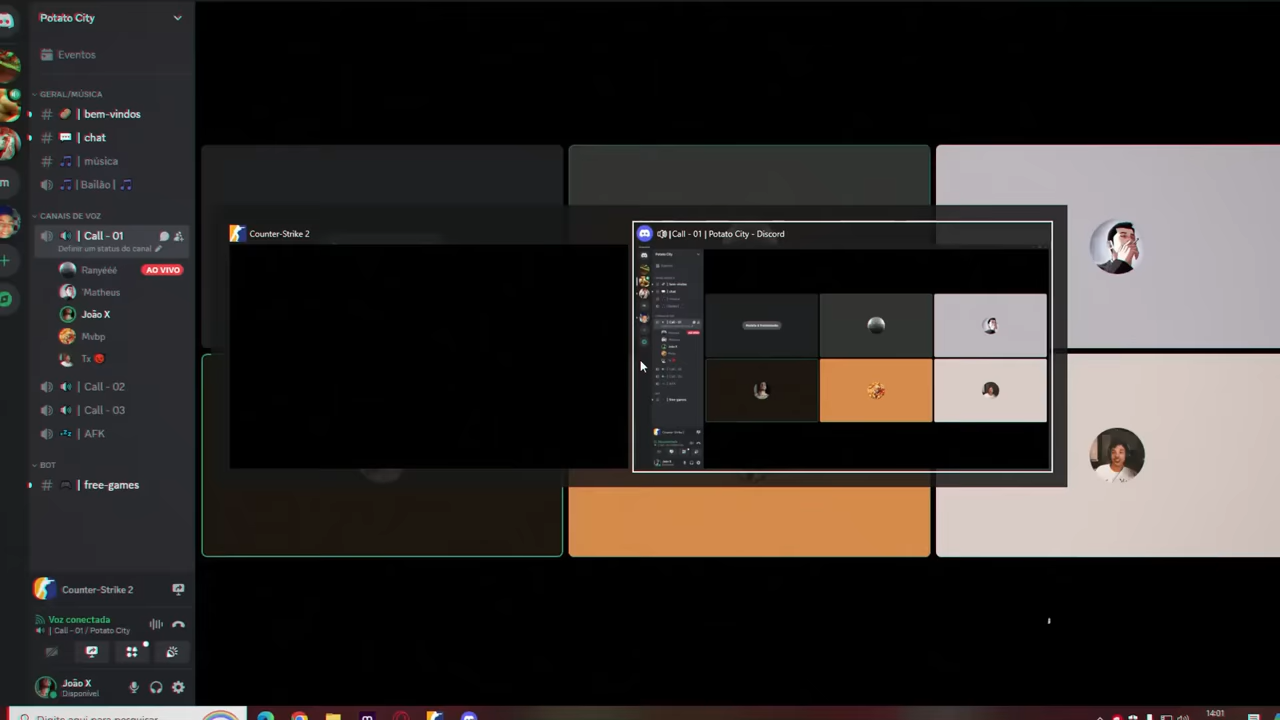 Potato City
Eventos
GERAL/MÚSICA
| bem-vindos
| chat
| música
| Bailão |
CANAIS DE VOZ
| Call - 01
Definir um status do canal
Ranyééé AO VIVO
'Matheus
João X
Mvbp
Tx
| Call - 02
| Call - 03
| AFK
BOT
| free-games
Counter-Strike 2
Voz conectada
| Call - 01 / Potato City
João X
Disponível
Digite aqui para pesquisar
Counter-Strike 2
| Call - 01 | Potato City - Discord
14:01